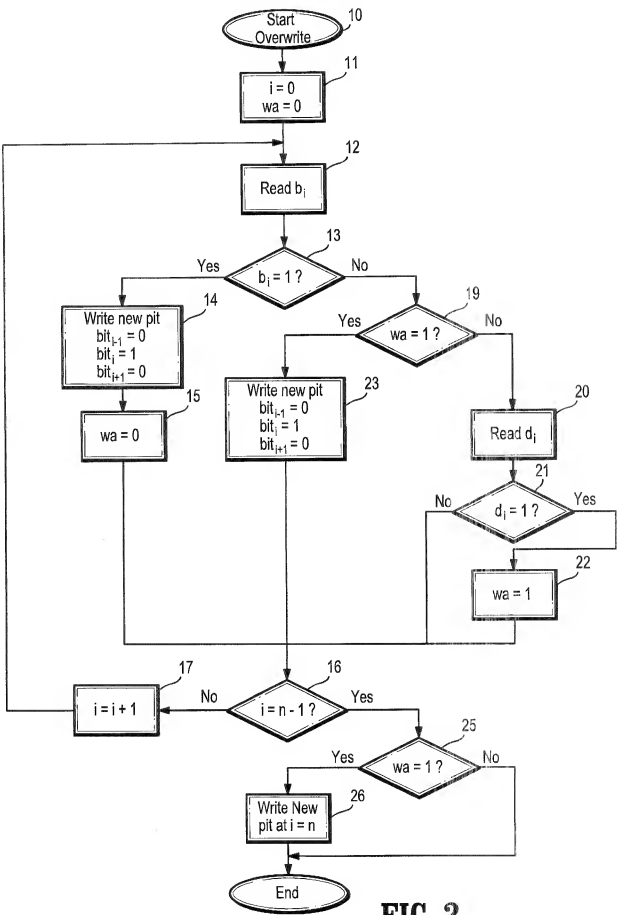 Start
Overwrite
10
11
i = 0
wa = 0
12
Read bi
13
bi = 1 ?
Yes
No
14
Write new pit
biti-1 = 0
biti = 1
biti+1 = 0
19
wa = 1 ?
Yes
No
15
wa = 0
23
Write new pit
biti-1 = 0
biti = 1
biti+1 = 0
20
Read di
21
di = 1 ?
No
Yes
22
wa = 1
17
i = i + 1
16
i = n - 1 ?
No
Yes
25
wa = 1 ?
Yes
No
26
Write New
pit at i = n
End
FIG.